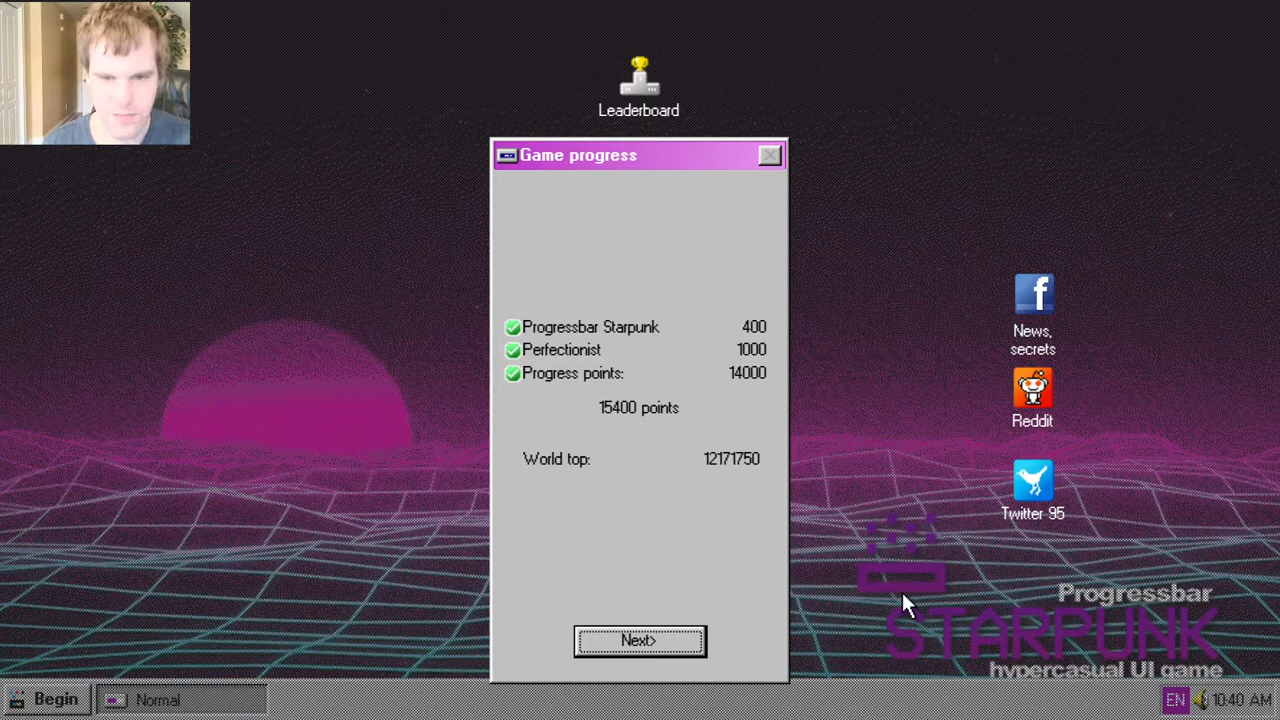 Leaderboard
Game progress
Progressbar Starpunk 400
Perfectionist 1000
Progress points: 14000
15400 points
World top: 12171750
Next>
News,
secrets
Reddit
Twitter 95
Progressbar
STARPUNK
hypercasual UI game
Begin
Normal
EN
10:40 AM